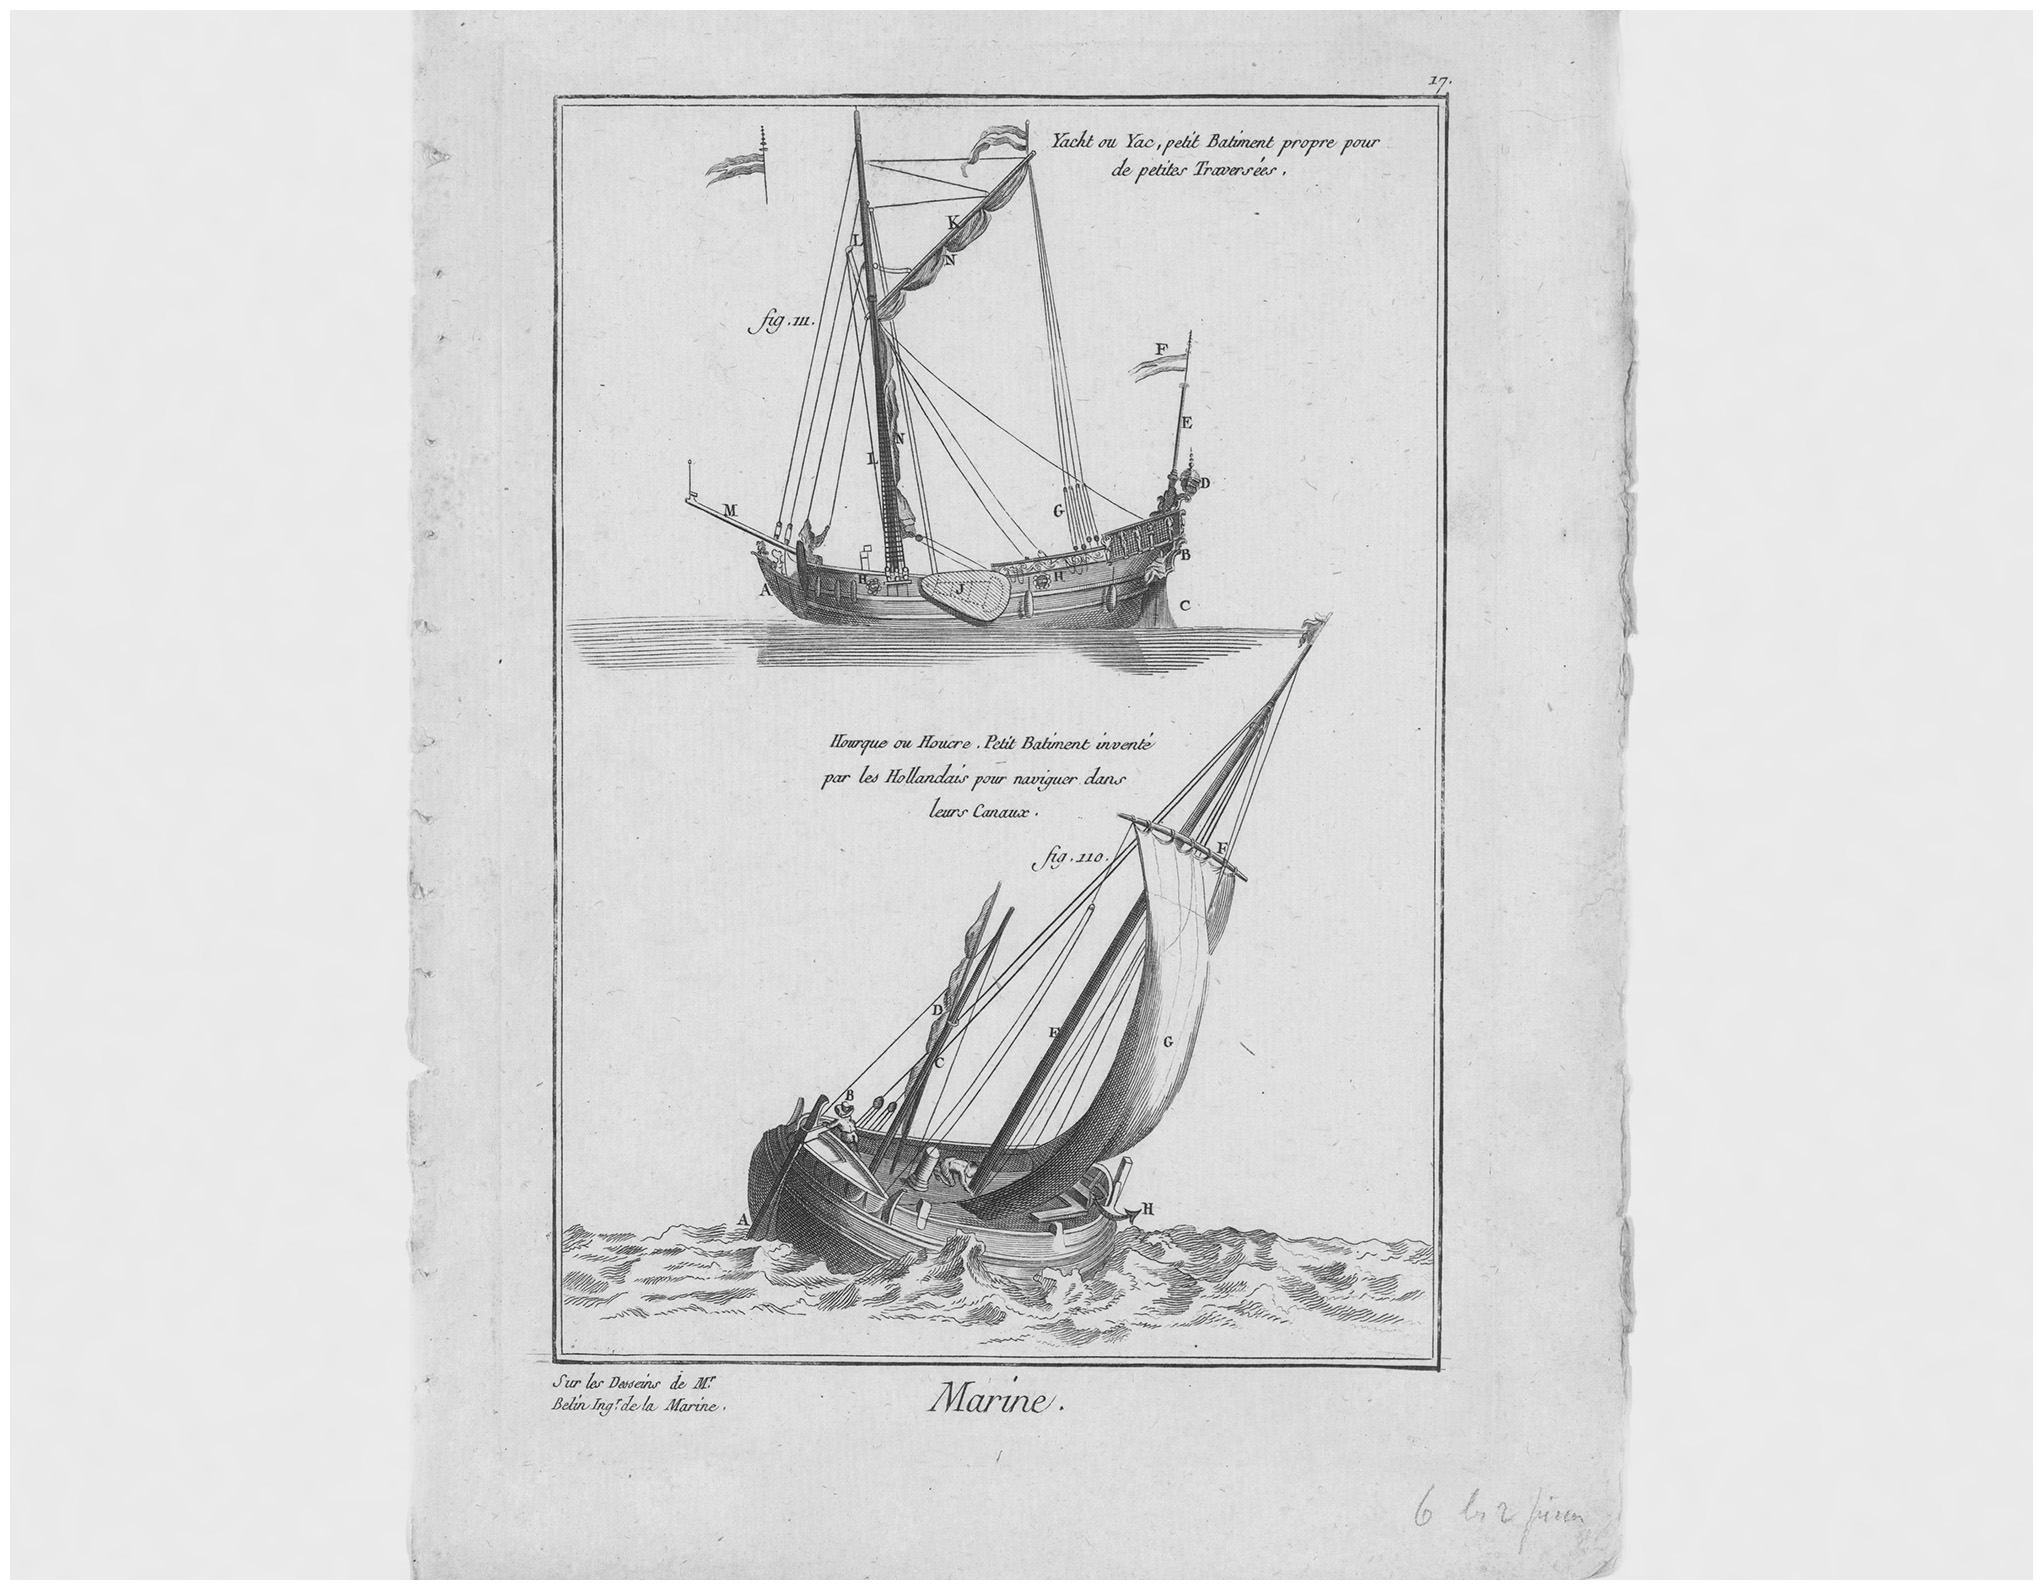 17.
Yacht ou Yac, petit Batiment propre pour
de petites Traversées.
K
L
N
fig. 111.
F
E
N
L
D
M
G
B
H
H
A
J
C
Hourque ou Houcre. Petit Batiment inventé
par les Hollandais pour naviguer dans
leurs Canaux.
fig. 110.
F
D
E
G
C
B
H
A
Sur les Desseins de Mr.
Belin Ingr. de la Marine.
Marine.
6 les 2